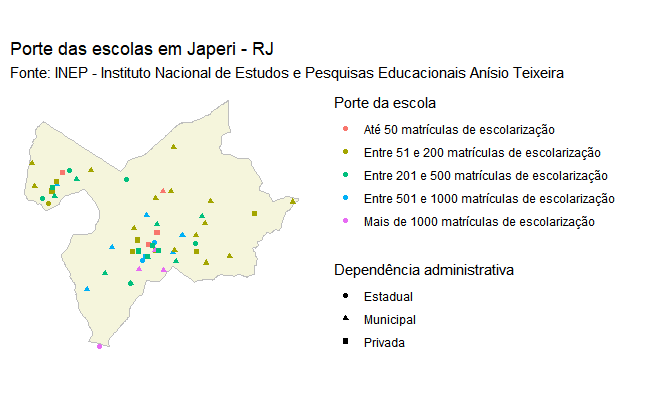 Porte das escolas em Japeri - RJ
Fonte: INEP - Instituto Nacional de Estudos e Pesquisas Educacionais Anísio Teixeira
Porte da escola
Até 50 matrículas de escolarização
Entre 51 e 200 matrículas de escolarização
Entre 201 e 500 matrículas de escolarização
Entre 501 e 1000 matrículas de escolarização
Mais de 1000 matrículas de escolarização
Dependência administrativa
Estadual
Municipal
Privada